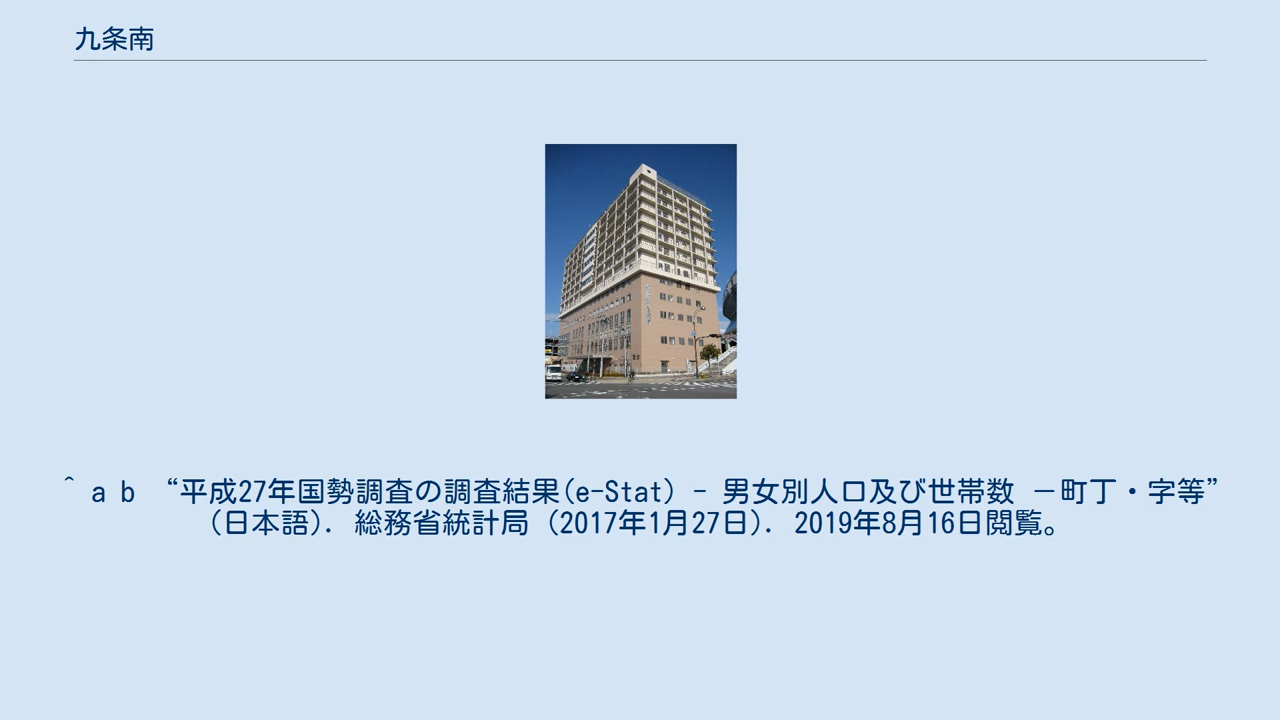 九条南
^ a b “平成27年国勢調査の調査結果(e-Stat) - 男女別人口及び世帯数 －町丁・字等”
(日本語). 総務省統計局 (2017年1月27日). 2019年8月16日閲覧。